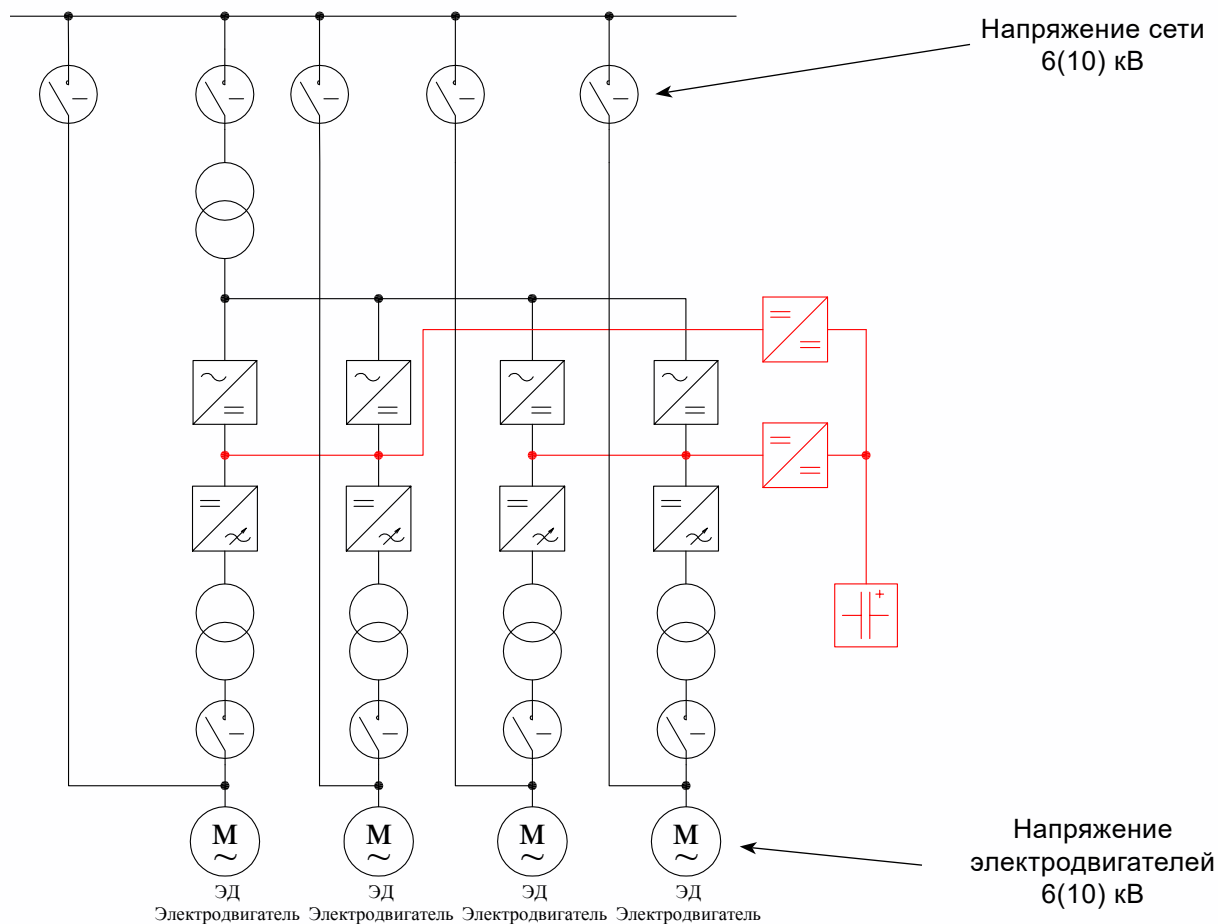 Напряжение сети
6(10) кВ
+
M M M M
~ ~ ~ ~
ЭД ЭД ЭД ЭД
Электродвигатель Электродвигатель Электродвигатель Электродвигатель
Напряжение
электродвигателей
6(10) кВ